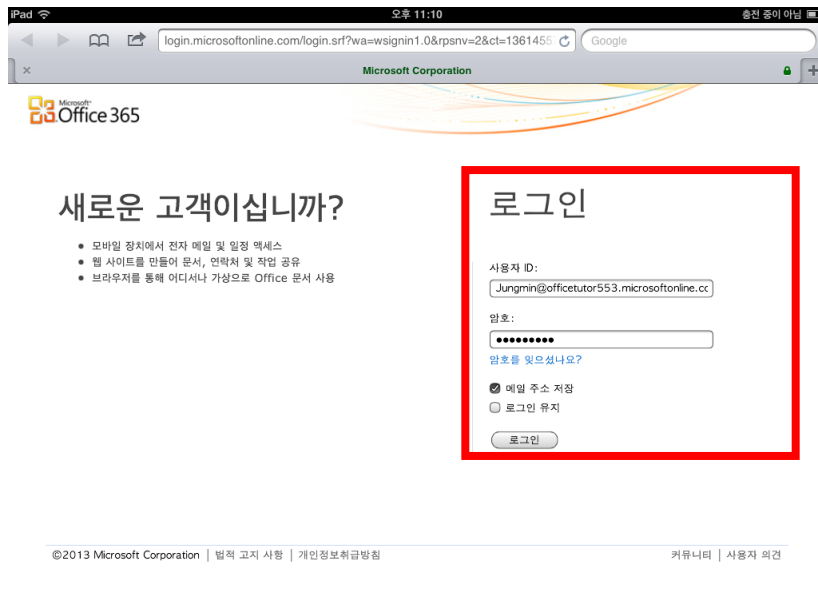 iPad 오후 11:10 충전 중이 아님
login.microsoftonline.com/login.srf?wa=wsignin1.0&rpsnv=2&ct=1361455 Google
Microsoft Corporation
Microsoft
Office 365
새로운 고객이십니까?
모바일 장치에서 전자 메일 및 일정 액세스
웹 사이트를 만들어 문서, 연락처 및 작업 공유
브라우저를 통해 어디서나 가상으로 Office 문서 사용
로그인
사용자 ID:
Jungmin@officetutor553.microsoftonline.cc
암호:
암호를 잊으셨나요?
메일 주소 저장
로그인 유지
로그인
©2013 Microsoft Corporation | 법적 고지 사항 | 개인정보취급방침 커뮤니티 | 사용자 의견